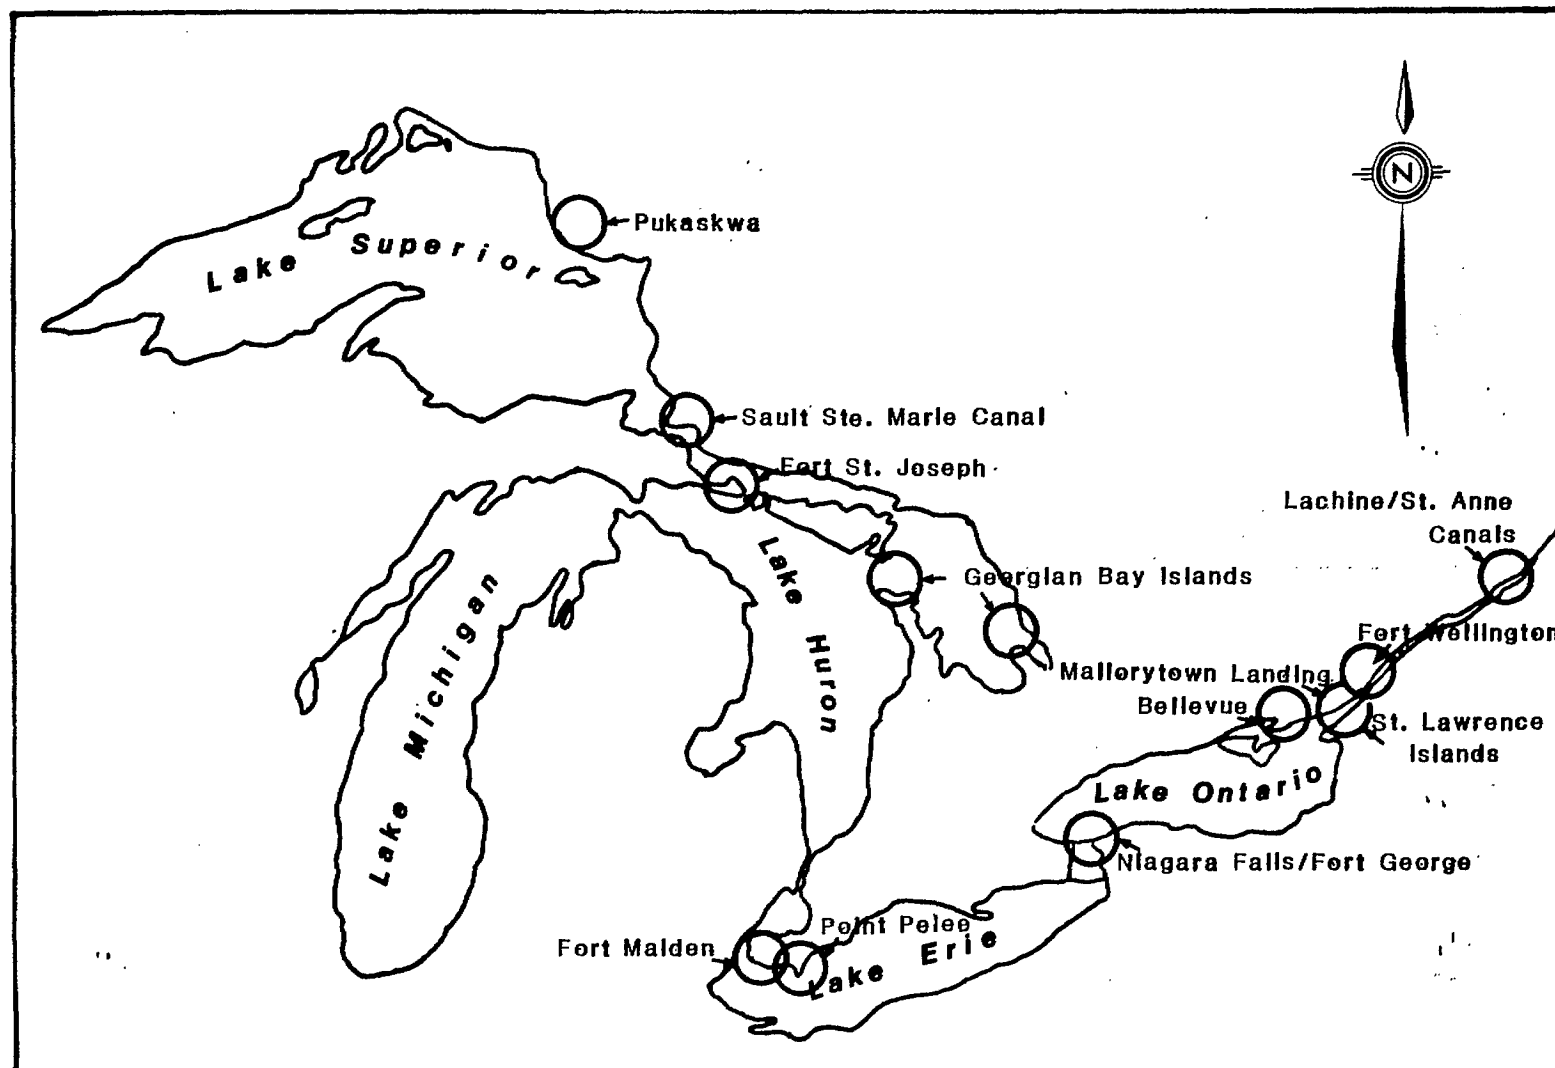 N
Pukaskwa
Lake Superior
Sault Ste. Marie Canal
Fort St. Joseph
Lachine/St. Anne
Canals
Georgian Bay Islands
Lake Huron
Lake Michigan
Fort Wellington
Mallorytown Landing
Bellevue
St. Lawrence
Islands
Lake Ontario
Niagara Falls/Fort George
Point Pelee
Fort Malden
Lake Erie